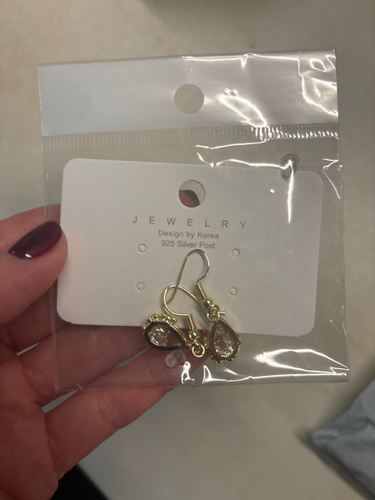 JEWELRY
Design by Korea
925 Silver Post